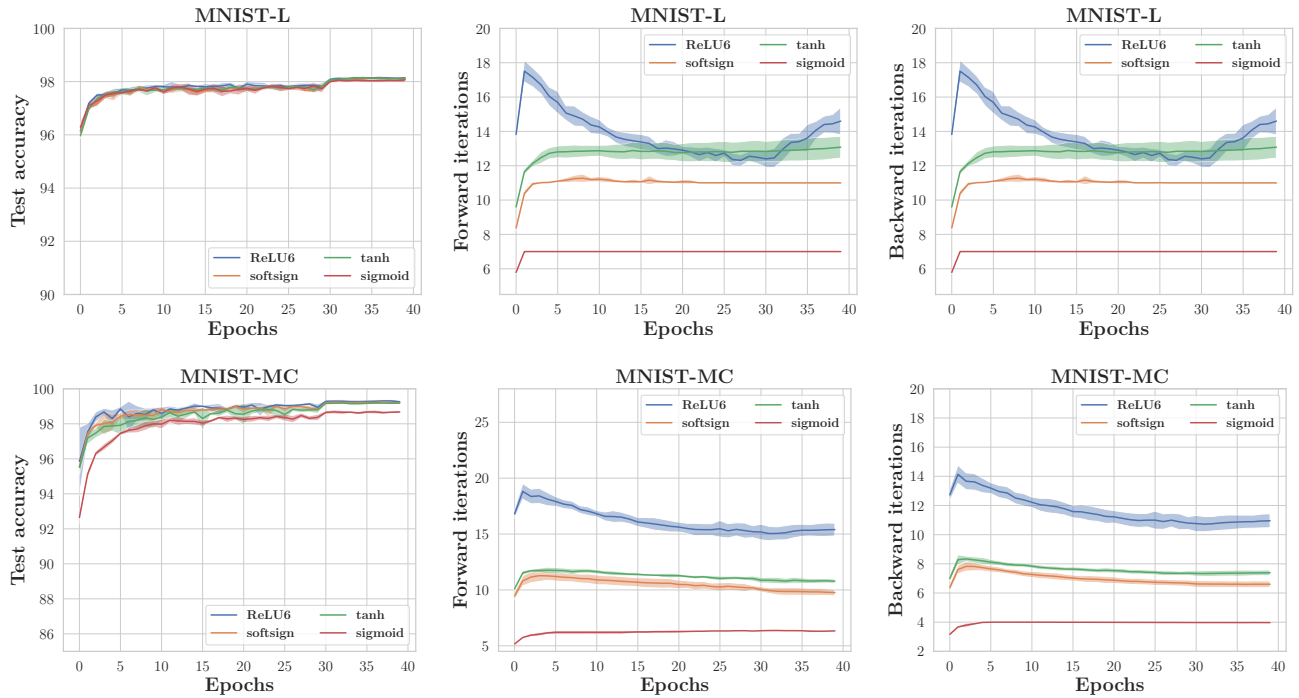 MNIST-L
Test accuracy
100
98
96
94
92
90
ReLU6 tanh
softsign sigmoid
0 5 10 15 20 25 30 35 40
Epochs
MNIST-L
Forward iterations
20
18
16
14
12
10
8
6
ReLU6 tanh
softsign sigmoid
0 5 10 15 20 25 30 35 40
Epochs
MNIST-L
Backward iterations
20
18
16
14
12
10
8
6
ReLU6 tanh
softsign sigmoid
0 5 10 15 20 25 30 35 40
Epochs
MNIST-MC
Test accuracy
100
98
96
94
92
90
88
86
ReLU6 tanh
softsign sigmoid
0 5 10 15 20 25 30 35 40
Epochs
MNIST-MC
Forward iterations
25
20
15
10
5
ReLU6 tanh
softsign sigmoid
0 5 10 15 20 25 30 35 40
Epochs
MNIST-MC
Backward iterations
20
18
16
14
12
10
8
6
4
2
ReLU6 tanh
softsign sigmoid
0 5 10 15 20 25 30 35 40
Epochs